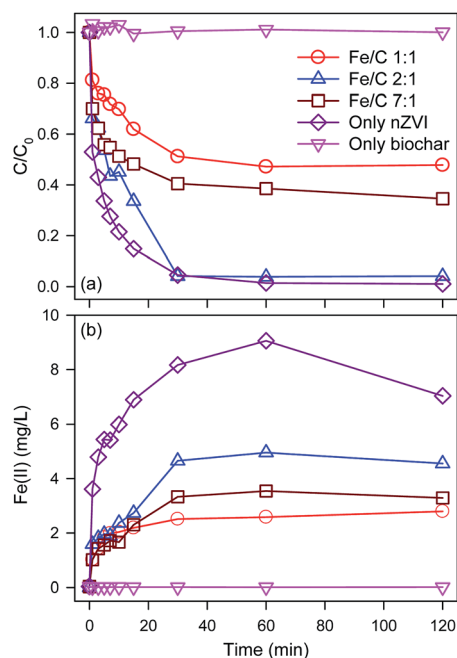 1.0
0.8
0.6
0.4
0.2
0.0
C/C0
Fe/C 1:1
Fe/C 2:1
Fe/C 7:1
Only nZVI
Only biochar
(a)
(b)
10
8
6
4
2
0
Fe(II) (mg/L)
0 20 40 60 80 100 120
Time (min)